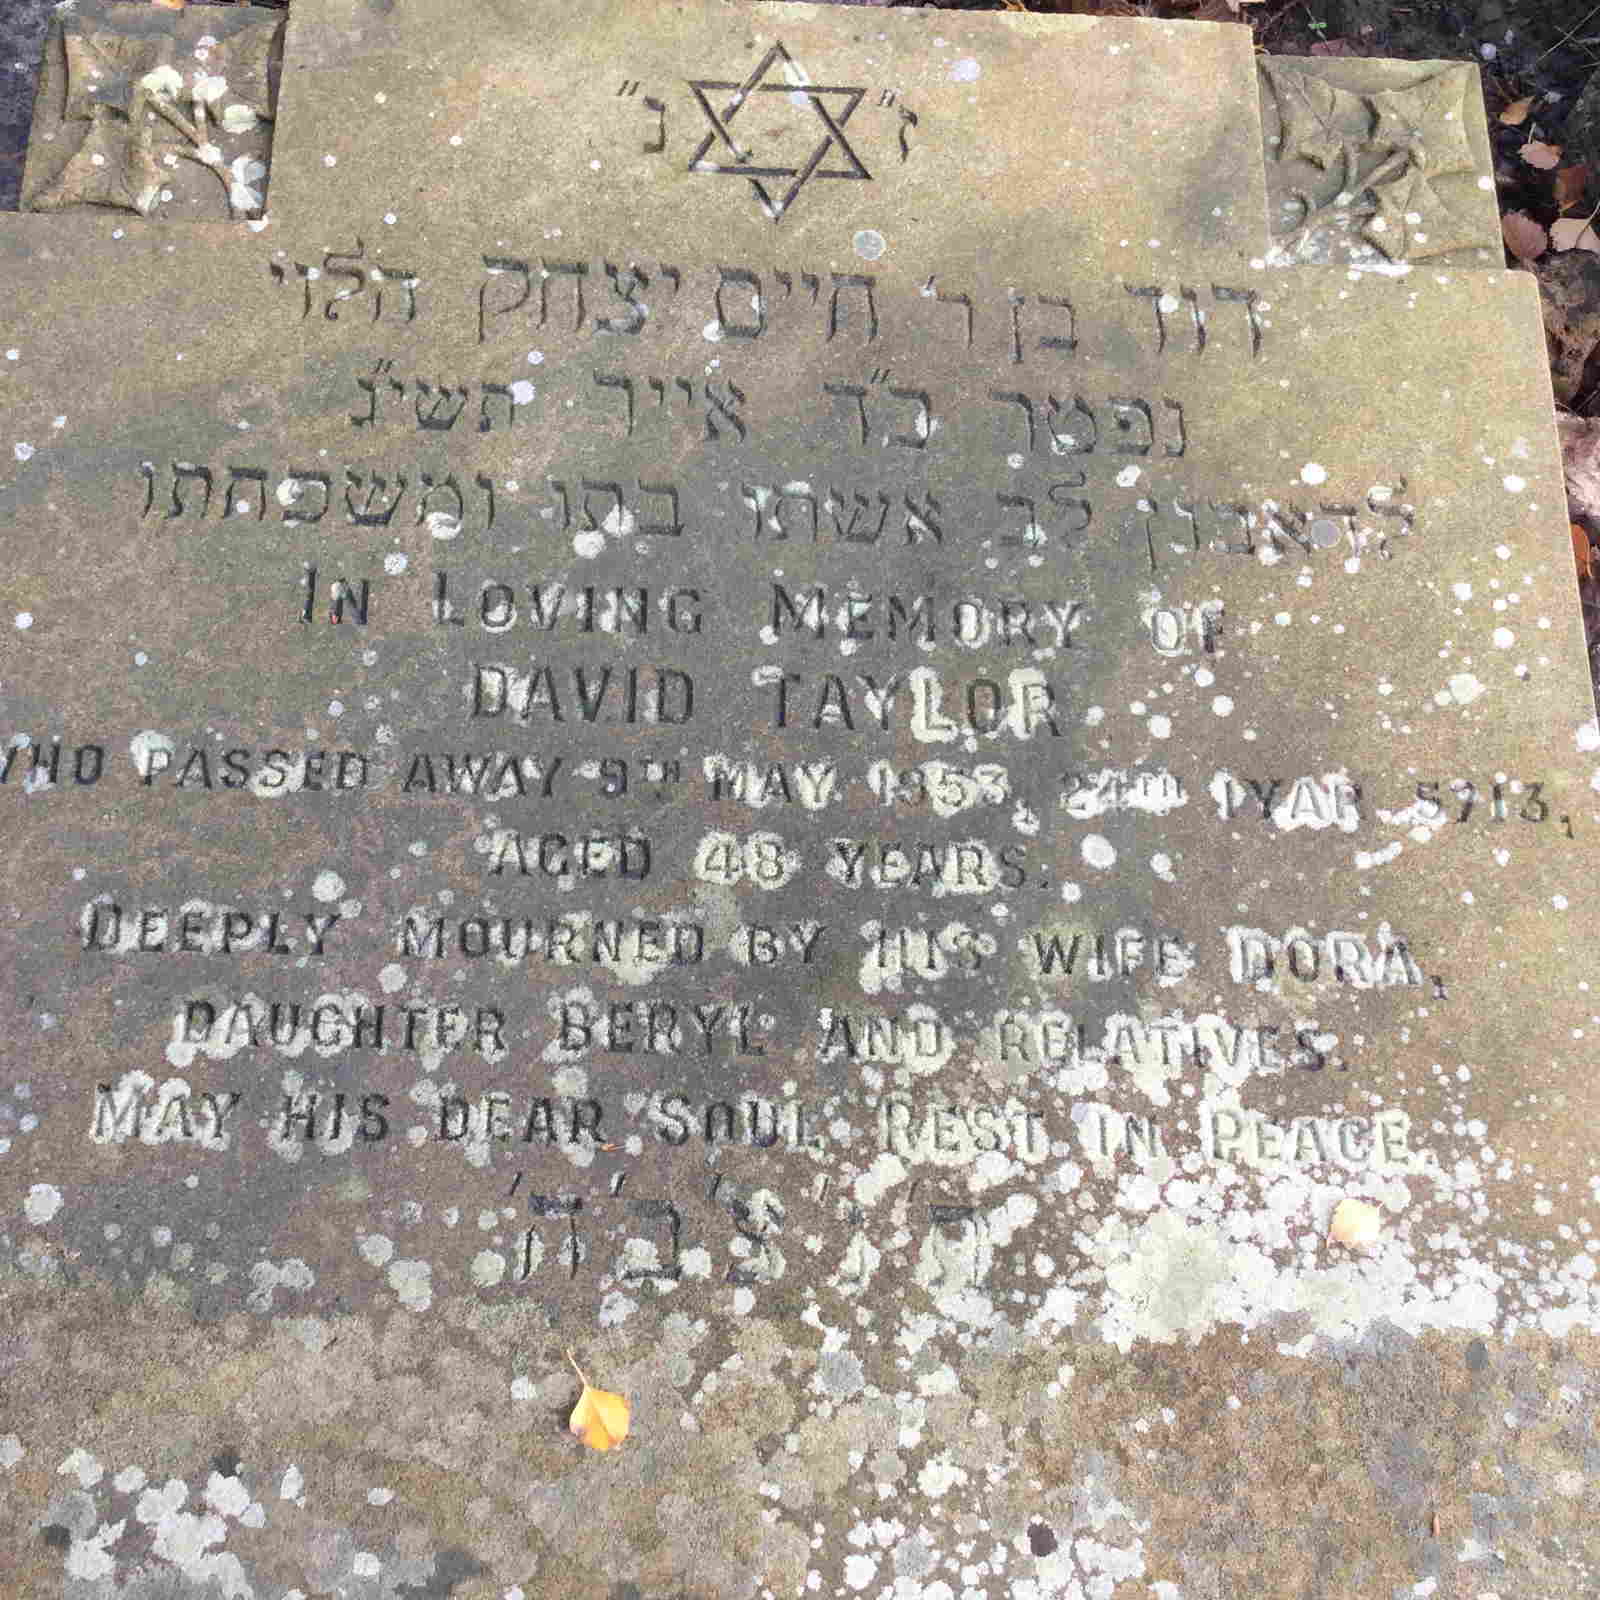 פ״ נ״
דוד בן ר׳ חיים יצחק הלוי
נפטר כ״ד אייר תשי״ג
לדאבון לב אשתו בתו ומשפחתו
IN LOVING MEMORY OF
DAVID TAYLOR
WHO PASSED AWAY 9TH MAY 1953, 24TH IYAR 5713,
AGED 48 YEARS.
DEEPLY MOURNED BY HIS WIFE DORA,
DAUGHTER BERYL AND RELATIVES.
MAY HIS DEAR SOUL REST IN PEACE.
ת׳ נ׳ צ׳ ב׳ ה׳